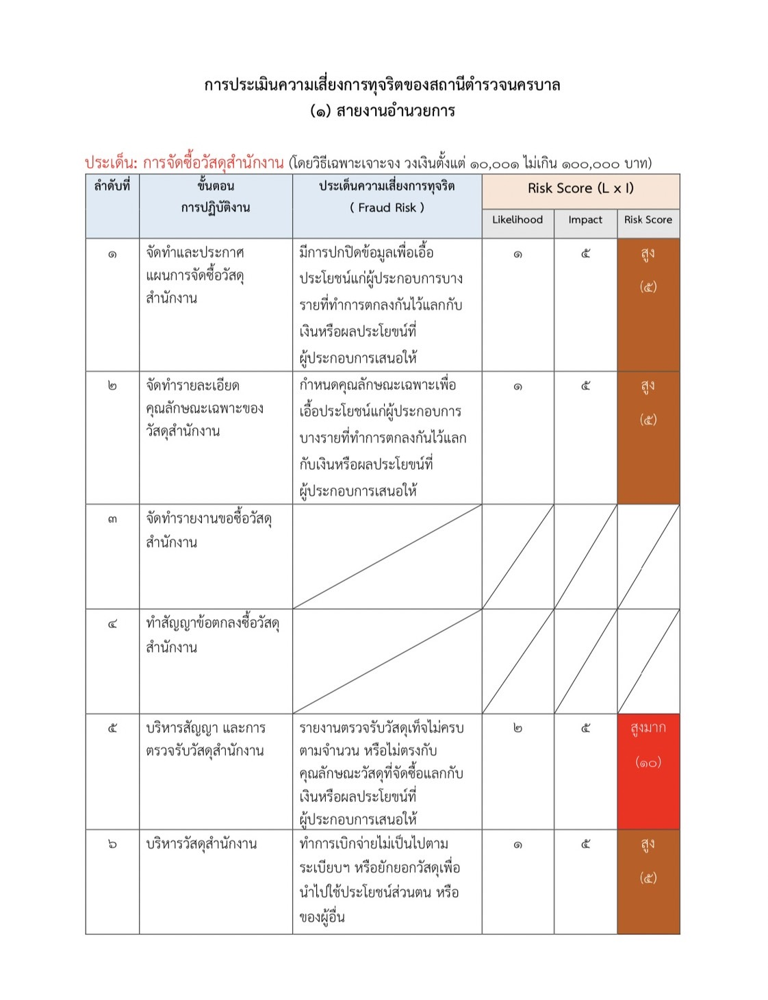 การประเมินความเสี่ยงการทุจริตของสถานีตำรวจนครบาล
(๑) สายงานอำนวยการ
ประเด็น: การจัดซื้อวัสดุสำนักงาน (โดยวิธีเฉพาะเจาะจง วงเงินตั้งแต่ ๑๐,๐๐๑ ไม่เกิน ๑๐๐,๐๐๐ บาท)
ลำดับที่
ขั้นตอน
การปฏิบัติงาน
ประเด็นความเสี่ยงการทุจริต
( Fraud Risk )
Risk Score (L x I)
Likelihood
Impact
Risk Score
๑
จัดทำและประกาศ
แผนการจัดซื้อวัสดุ
สำนักงาน
มีการปกปิดข้อมูลเพื่อเอื้อ
ประโยชน์แก่ผู้ประกอบการบาง
รายที่ทำการตกลงกันไว้แลกกับ
เงินหรือผลประโยขน์ที่
ผู้ประกอบการเสนอให้
๑
๕
สูง
(๕)
๒
จัดทำรายละเอียด
คุณลักษณะเฉพาะของ
วัสดุสำนักงาน
กำหนดคุณลักษณะเฉพาะเพื่อ
เอื้อประโยชน์แก่ผู้ประกอบการ
บางรายที่ทำการตกลงกันไว้แลก
กับเงินหรือผลประโยขน์ที่
ผู้ประกอบการเสนอให้
๑
๕
สูง
(๕)
๓
จัดทำรายงานขอซื้อวัสดุ
สำนักงาน
๔
ทำสัญญาข้อตกลงซื้อวัสดุ
สำนักงาน
๕
บริหารสัญญา และการ
ตรวจรับวัสดุสำนักงาน
รายงานตรวจรับวัสดุเท็จไม่ครบ
ตามจำนวน หรือไม่ตรงกับ
คุณลักษณะวัสดุที่จัดซื้อแลกกับ
เงินหรือผลประโยขน์ที่
ผู้ประกอบการเสนอให้
๒
๕
สูงมาก
(๑๐)
๖
บริหารวัสดุสำนักงาน
ทำการเบิกจ่ายไม่เป็นไปตาม
ระเบียบฯ หรือยักยอกวัสดุเพื่อ
นำไปใช้ประโยชน์ส่วนตน หรือ
ของผู้อื่น
๑
๕
สูง
(๕)